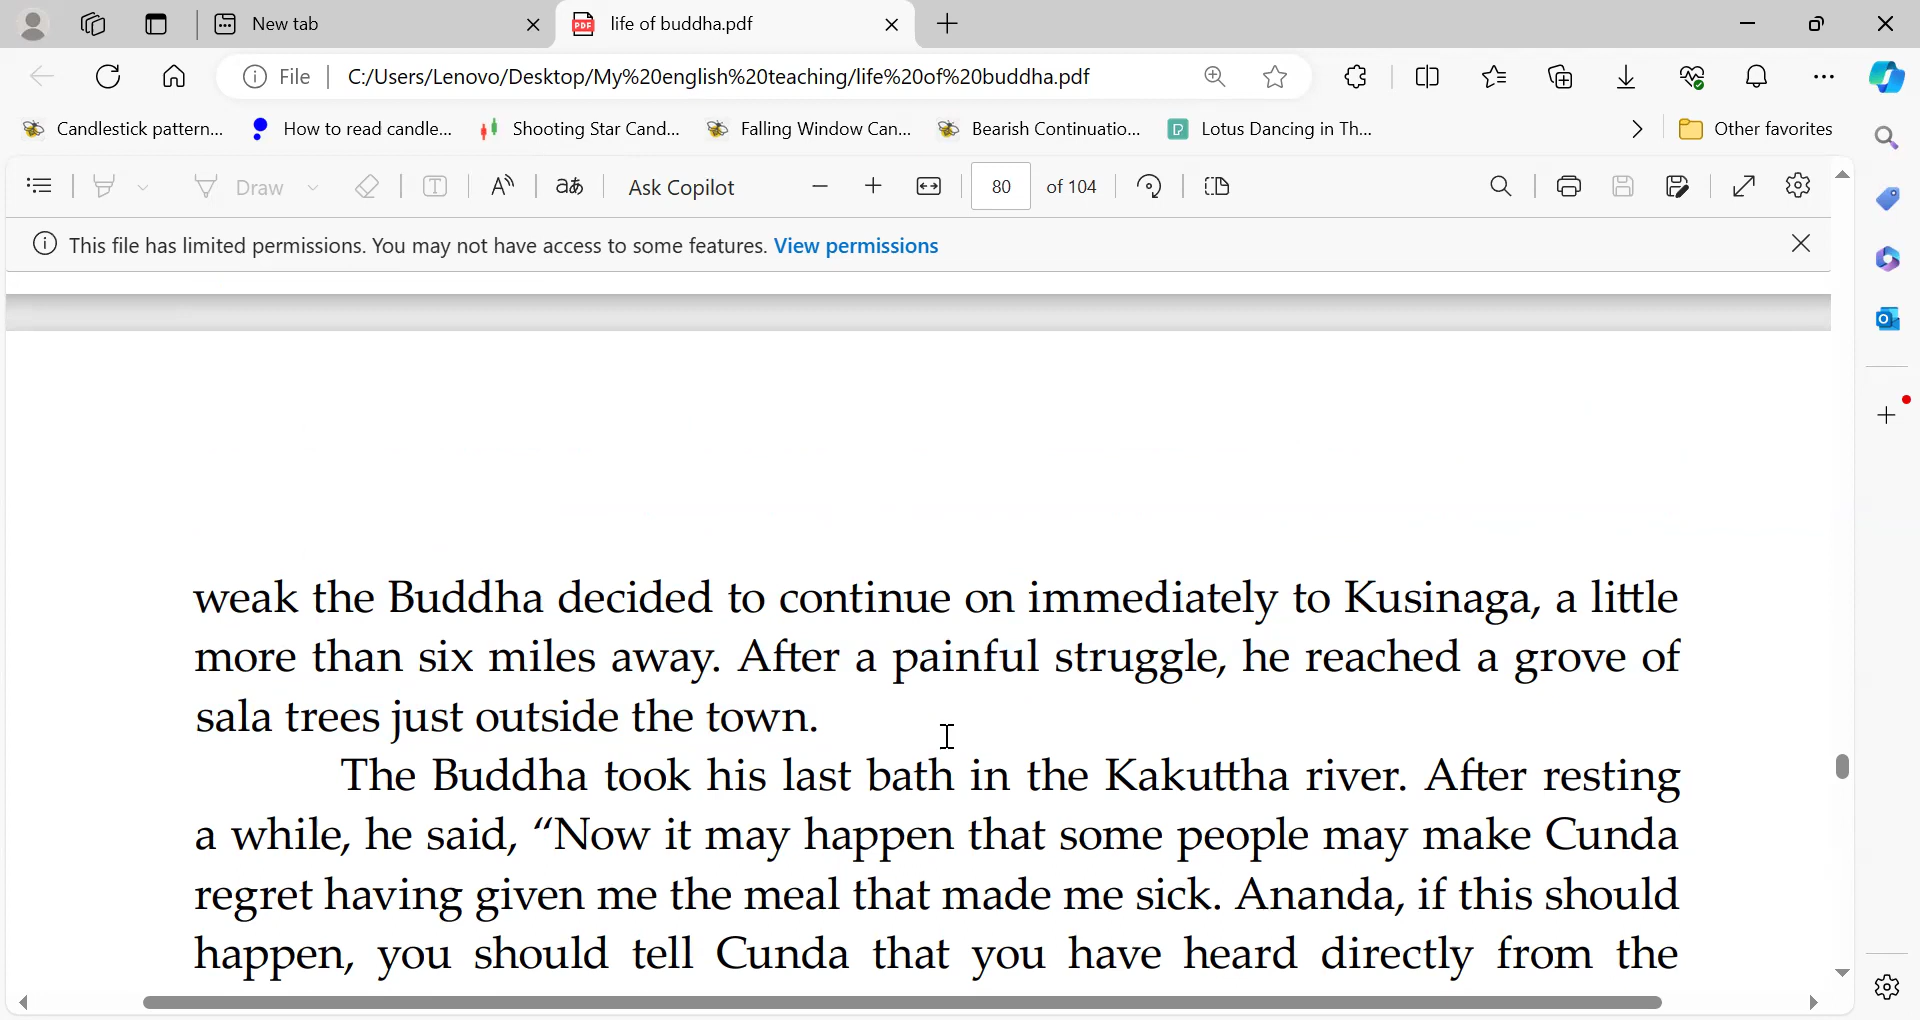 New tab
life of buddha.pdf
File
C:/Users/Lenovo/Desktop/My%20english%20teaching/life%20of%20buddha.pdf
Candlestick pattern...
How to read candle...
Shooting Star Cand...
Falling Window Can...
Bearish Continuatio...
Lotus Dancing in Th...
Other favorites
Draw
Ask Copilot
80 of 104
This file has limited permissions. You may not have access to some features. View permissions
weak the Buddha decided to continue on immediately to Kusinaga, a little
more than six miles away. After a painful struggle, he reached a grove of
sala trees just outside the town.
The Buddha took his last bath in the Kakuttha river. After resting
a while, he said, “Now it may happen that some people may make Cunda
regret having given me the meal that made me sick. Ananda, if this should
happen, you should tell Cunda that you have heard directly from the